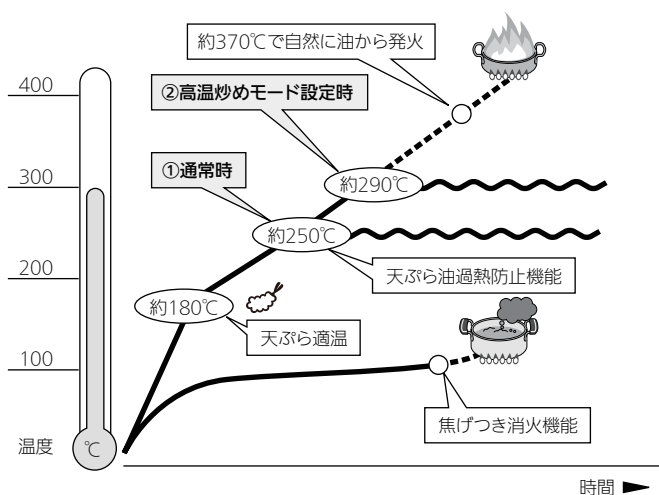 約370℃で自然に油から発火
400
②高温炒めモード設定時
①通常時
300
約290℃
約250℃
200
天ぷら油過熱防止機能
約180℃
天ぷら適温
100
焦げつき消火機能
温度
℃
時間